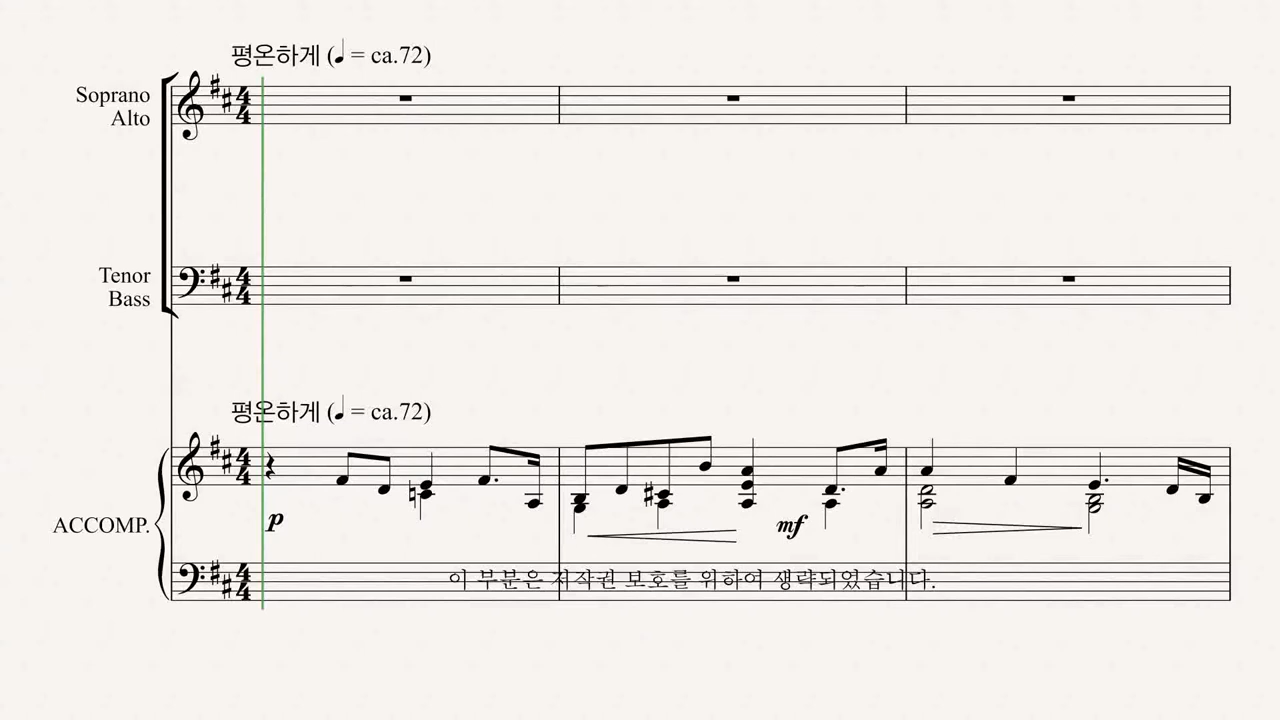 평온하게 (♩ = ca.72)
Soprano
Alto
Tenor
Bass
평온하게 (♩ = ca.72)
p
mf
ACCOMP.
이 부분은 저작권 보호를 위하여 생략되었습니다.